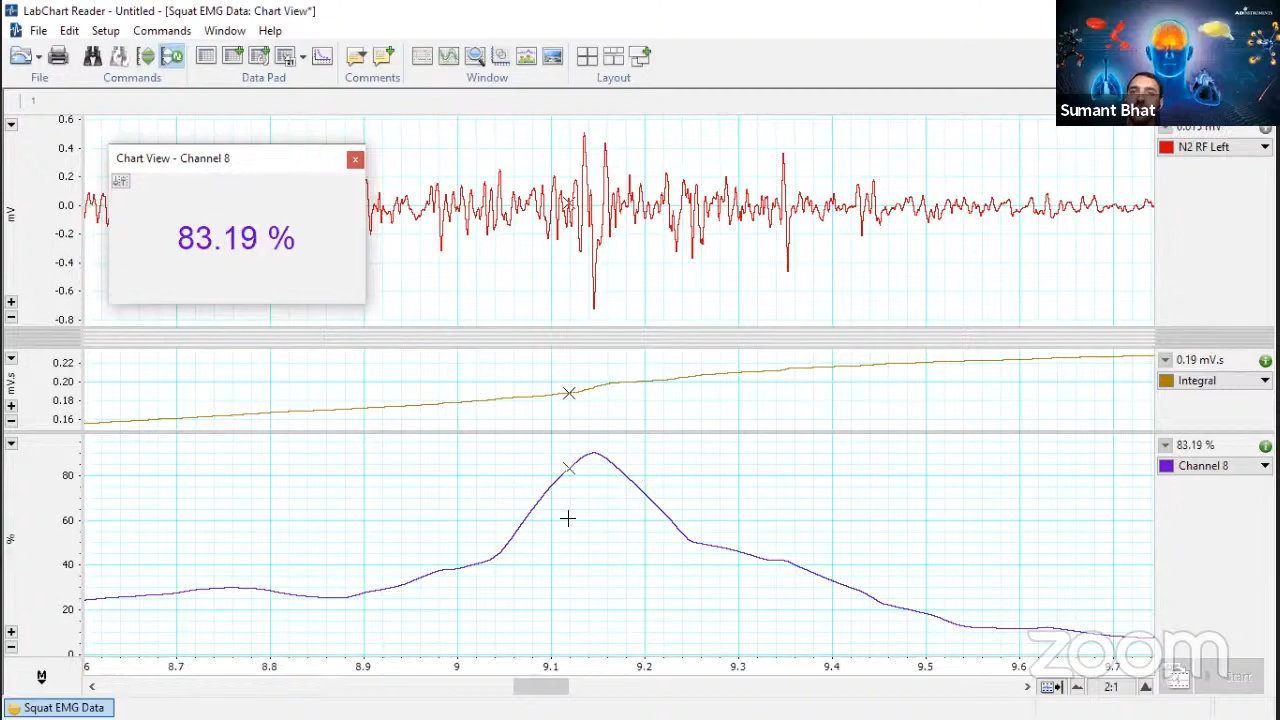 LabChart Reader - Untitled - [Squat EMG Data: Chart View*]
File Edit Setup Commands Window Help
File Commands Data Pad Comments Window Layout
ADINSTRUMENTS
Sumant Bhat
1
Chart View - Channel 8
83.19 %
0.6
0.4
0.2
0.0
-0.2
-0.4
-0.6
-0.8
mV
N2 RF Left
0.22
0.20
0.18
0.16
mV.s
0.19 mV.s
Integral
80
60
40
20
0
%
83.19 %
Channel 8
6 8.7 8.8 8.9 9 9.1 9.2 9.3 9.4 9.5 9.6 9.7
M
2:1
Start
zoom
Squat EMG Data